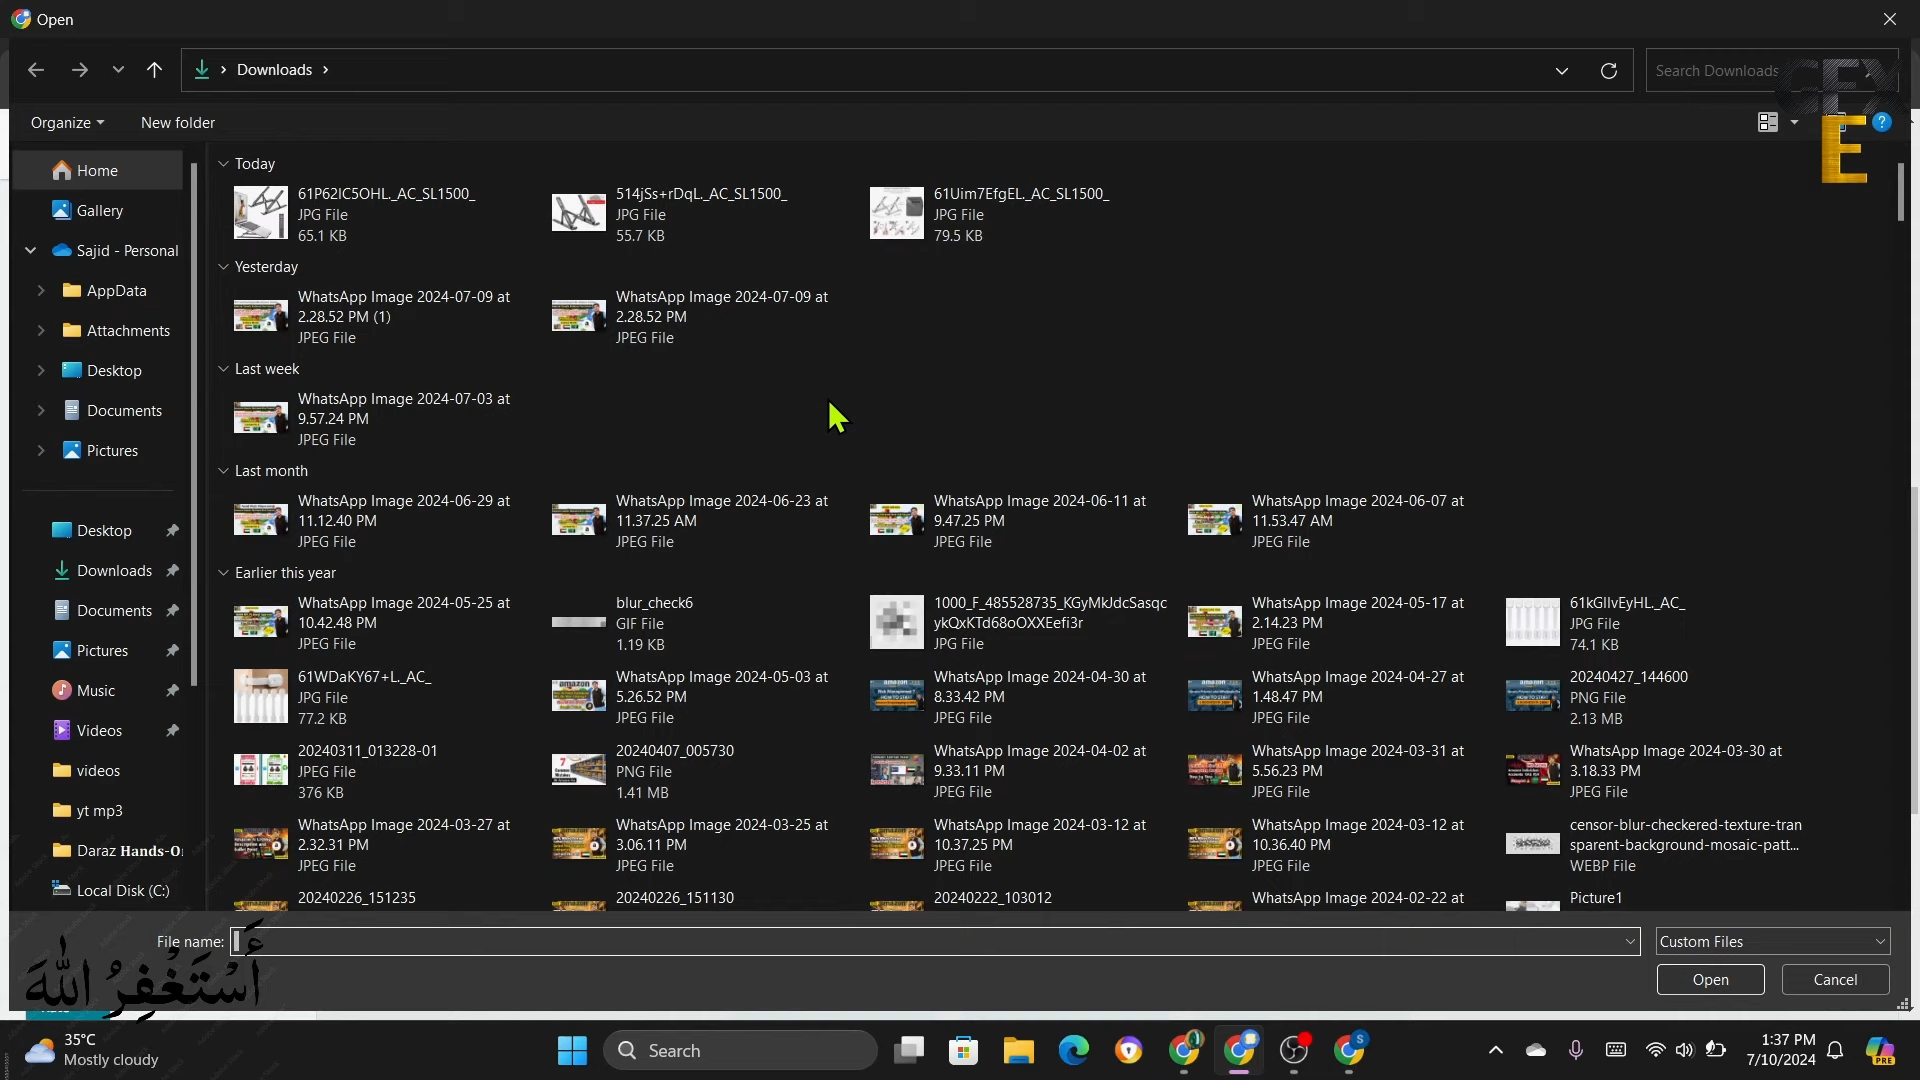 Open
Downloads
Search Downloads
GFX
E
Organize
New folder
Home
Gallery
Sajid - Personal
AppData
Attachments
Desktop
Documents
Pictures
Desktop
Downloads
Documents
Pictures
Music
Videos
videos
yt mp3
Daraz Hands-O
Local Disk (C:)
Today
61P62IC5OHL._AC_SL1500_
JPG File
65.1 KB
514jSs+rDqL._AC_SL1500_
JPG File
55.7 KB
61Uim7EfgEL._AC_SL1500_
JPG File
79.5 KB
Yesterday
WhatsApp Image 2024-07-09 at
2.28.52 PM (1)
JPEG File
WhatsApp Image 2024-07-09 at
2.28.52 PM
JPEG File
Last week
WhatsApp Image 2024-07-03 at
9.57.24 PM
JPEG File
Last month
WhatsApp Image 2024-06-29 at
11.12.40 PM
JPEG File
WhatsApp Image 2024-06-23 at
11.37.25 AM
JPEG File
WhatsApp Image 2024-06-11 at
9.47.25 PM
JPEG File
WhatsApp Image 2024-06-07 at
11.53.47 AM
JPEG File
Earlier this year
WhatsApp Image 2024-05-25 at
10.42.48 PM
JPEG File
blur_check6
GIF File
1.19 KB
1000_F_485528735_KGyMkJdcSasqc
ykQxKTd68oOXXEefi3r
JPG File
WhatsApp Image 2024-05-17 at
2.14.23 PM
JPEG File
61kGllvEyHL._AC_
JPG File
74.1 KB
61WDaKY67+L._AC_
JPG File
77.2 KB
WhatsApp Image 2024-05-03 at
5.26.52 PM
JPEG File
WhatsApp Image 2024-04-30 at
8.33.42 PM
JPEG File
WhatsApp Image 2024-04-27 at
1.48.47 PM
JPEG File
20240427_144600
PNG File
2.13 MB
20240311_013228-01
JPEG File
376 KB
20240407_005730
PNG File
1.41 MB
WhatsApp Image 2024-04-02 at
9.33.11 PM
JPEG File
WhatsApp Image 2024-03-31 at
5.56.23 PM
JPEG File
WhatsApp Image 2024-03-30 at
3.18.33 PM
JPEG File
WhatsApp Image 2024-03-27 at
2.32.31 PM
JPEG File
WhatsApp Image 2024-03-25 at
3.06.11 PM
JPEG File
WhatsApp Image 2024-03-12 at
10.37.25 PM
JPEG File
WhatsApp Image 2024-03-12 at
10.36.40 PM
JPEG File
censor-blur-checkered-texture-tran
sparent-background-mosaic-patt...
WEBP File
20240226_151235
20240226_151130
20240222_103012
WhatsApp Image 2024-02-22 at
Picture1
File name:
Custom Files
Open
Cancel
أَسْتَغْفِرُ اللهَ
35°C
Mostly cloudy
Search
1:37 PM
7/10/2024